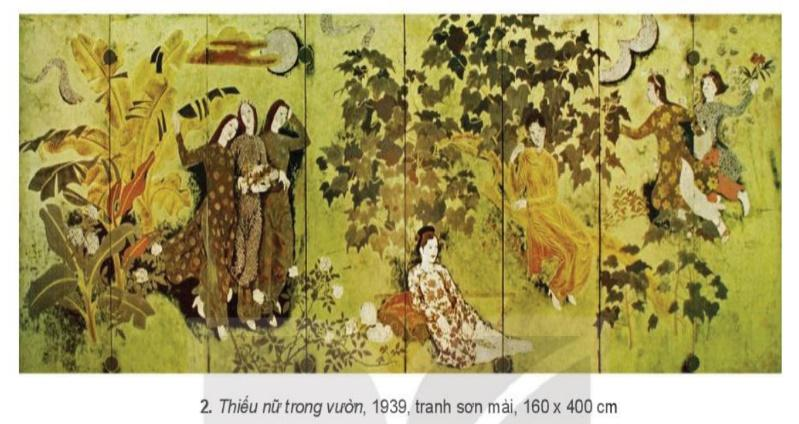 2. Thiếu nữ trong vườn, 1939, tranh sơn mài, 160 x 400 cm